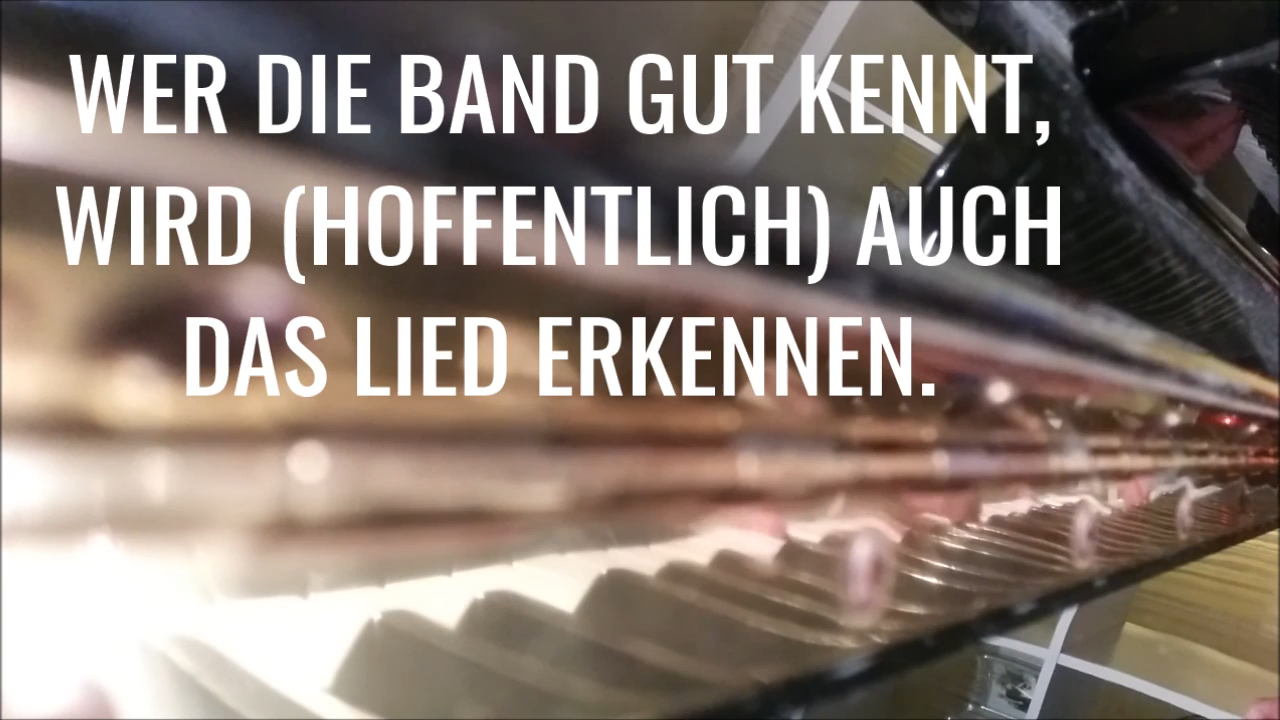 WER DIE BAND GUT KENNT,
WIRD (HOFFENTLICH) AUCH
DAS LIED ERKENNEN.